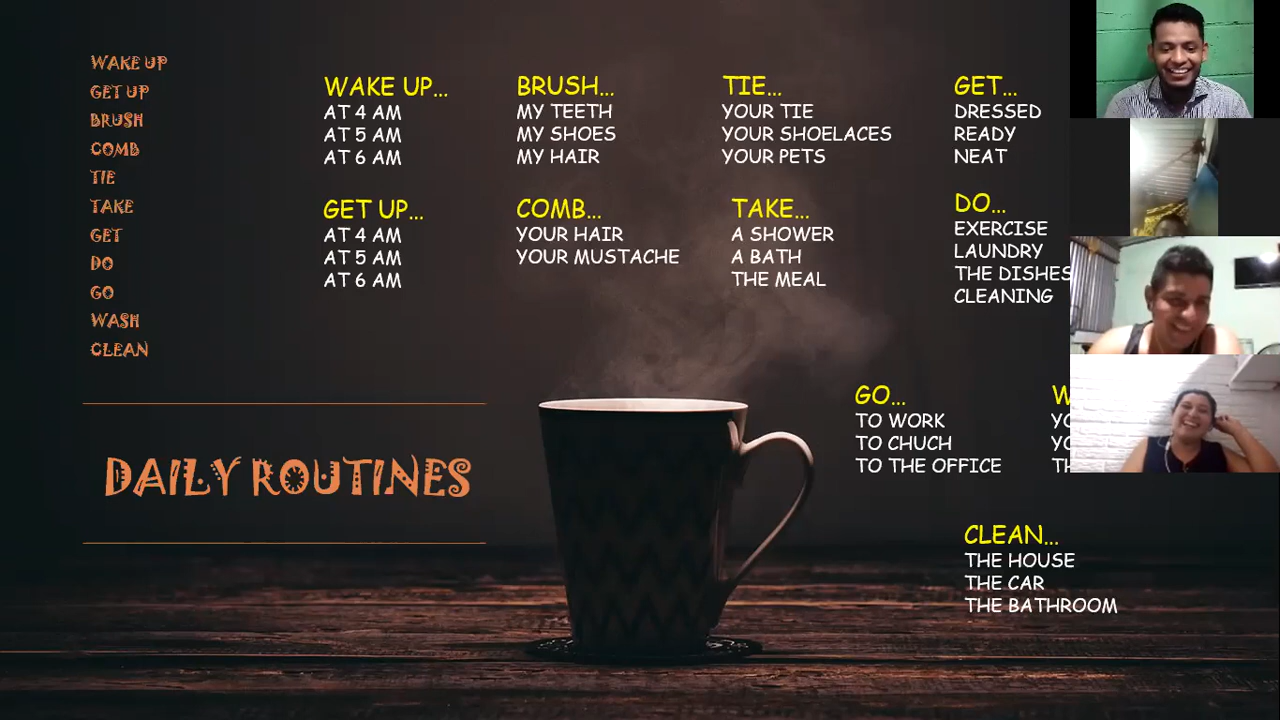 WAKE UP
GET UP
BRUSH
COMB
TIE
TAKE
GET
DO
GO
WASH
CLEAN
DAILY ROUTINES
WAKE UP...
AT 4 AM
AT 5 AM
AT 6 AM
GET UP...
AT 4 AM
AT 5 AM
AT 6 AM
BRUSH...
MY TEETH
MY SHOES
MY HAIR
COMB...
YOUR HAIR
YOUR MUSTACHE
TIE...
YOUR TIE
YOUR SHOELACES
YOUR PETS
TAKE...
A SHOWER
A BATH
THE MEAL
GET...
DRESSED
READY
NEAT
DO...
EXERCISE
LAUNDRY
THE DISHES
CLEANING
GO...
TO WORK
TO CHUCH
TO THE OFFICE
CLEAN...
THE HOUSE
THE CAR
THE BATHROOM